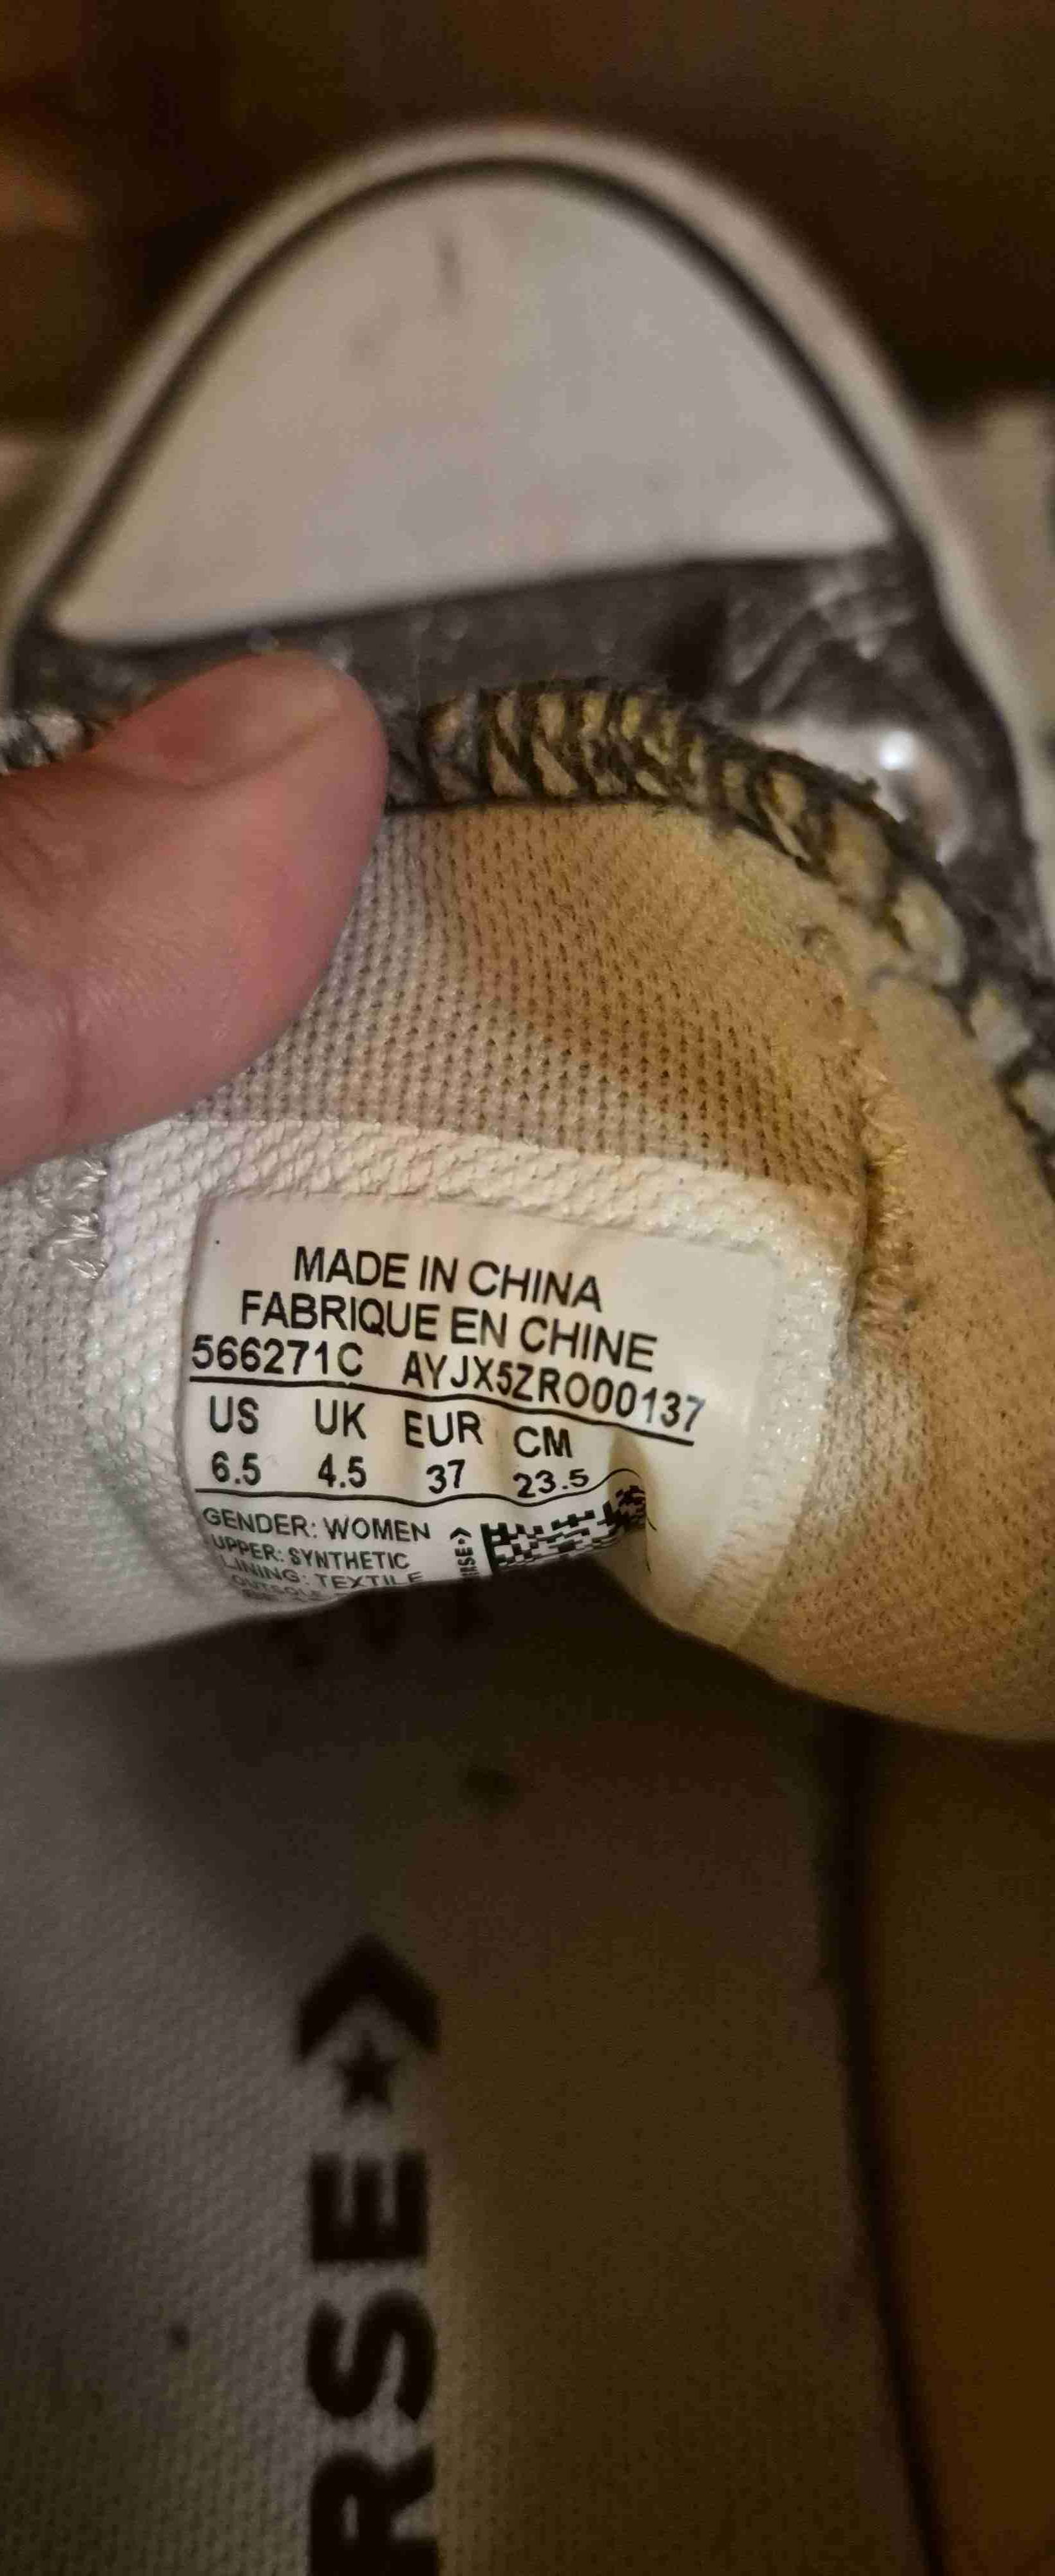 MADE IN CHINA
FABRIQUE EN CHINE
566271C AYJX5ZRO00137
US UK EUR CM
6.5 4.5 37 23.5
GENDER: WOMEN
UPPER: SYNTHETIC
LINING: TEXTILE
RSE